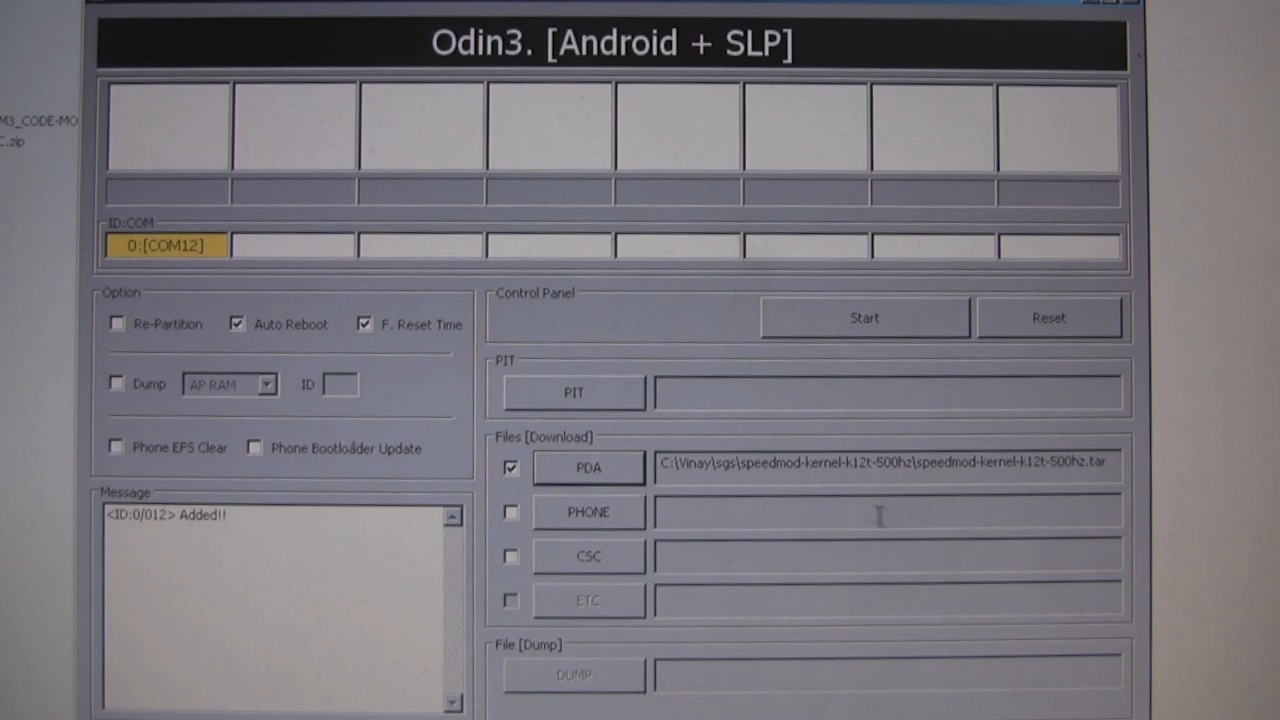 Odin3. [Android + SLP]
M3_CODE-MO
C.zip
ID:COM
0:[COM12]
Option
Re-Partition Auto Reboot F. Reset Time
Dump AP RAM ID
Phone EFS Clear Phone Bootloader Update
Message
<ID:0/012> Added!!
Control Panel
Start Reset
PIT
PIT
Files [Download]
PDA C:\Vinay\sgs\speedmod-kernel-k12t-500hz\speedmod-kernel-k12t-500hz.tar
PHONE
CSC
ETC
File [Dump]
DUMP